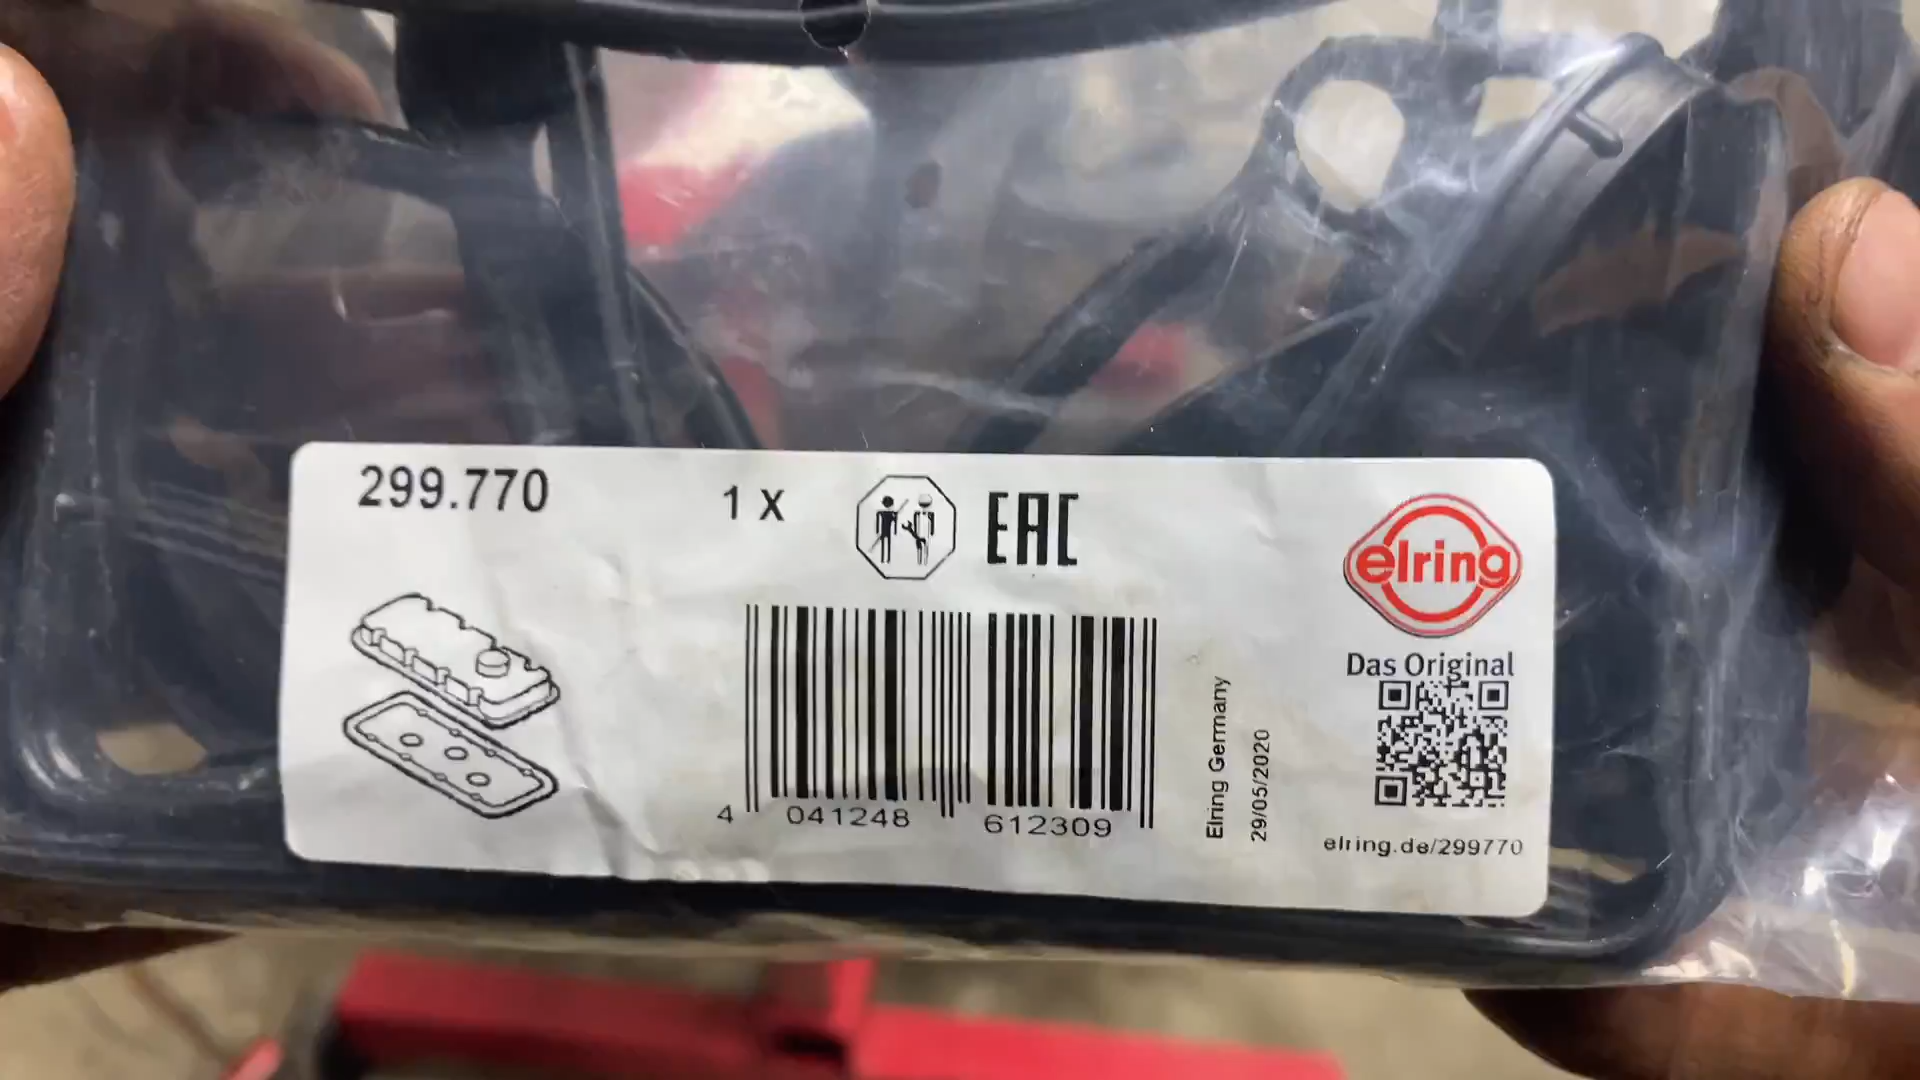 299.770
1 X
EAC
elring
Das Original
4 041248 612309
Elring Germany
29/05/2020
elring.de/299770